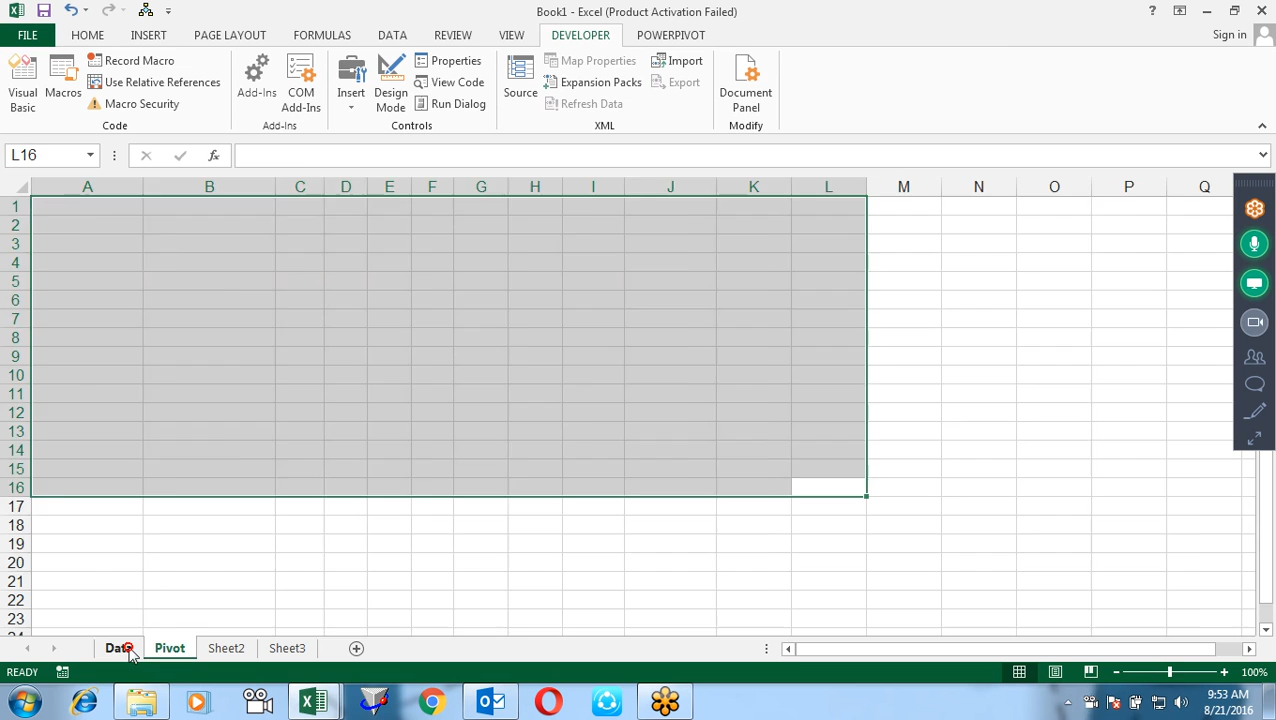 Book1 - Excel (Product Activation Failed)
FILE HOME INSERT PAGE LAYOUT FORMULAS DATA REVIEW VIEW DEVELOPER POWERPIVOT Sign in
Visual Basic
Macros
Record Macro
Use Relative References
Macro Security
Code
Add-Ins
COM Add-Ins
Add-Ins
Insert
Design Mode
Properties
View Code
Run Dialog
Controls
Source
Map Properties
Expansion Packs
Refresh Data
Import
Export
XML
Document Panel
Modify
L16
fx
A B C D E F G H I J K L M N O P Q
1
2
3
4
5
6
7
8
9
10
11
12
13
14
15
16
17
18
19
20
21
22
23
24
Data Pivot Sheet2 Sheet3
READY 100%
9:53 AM
8/21/2016